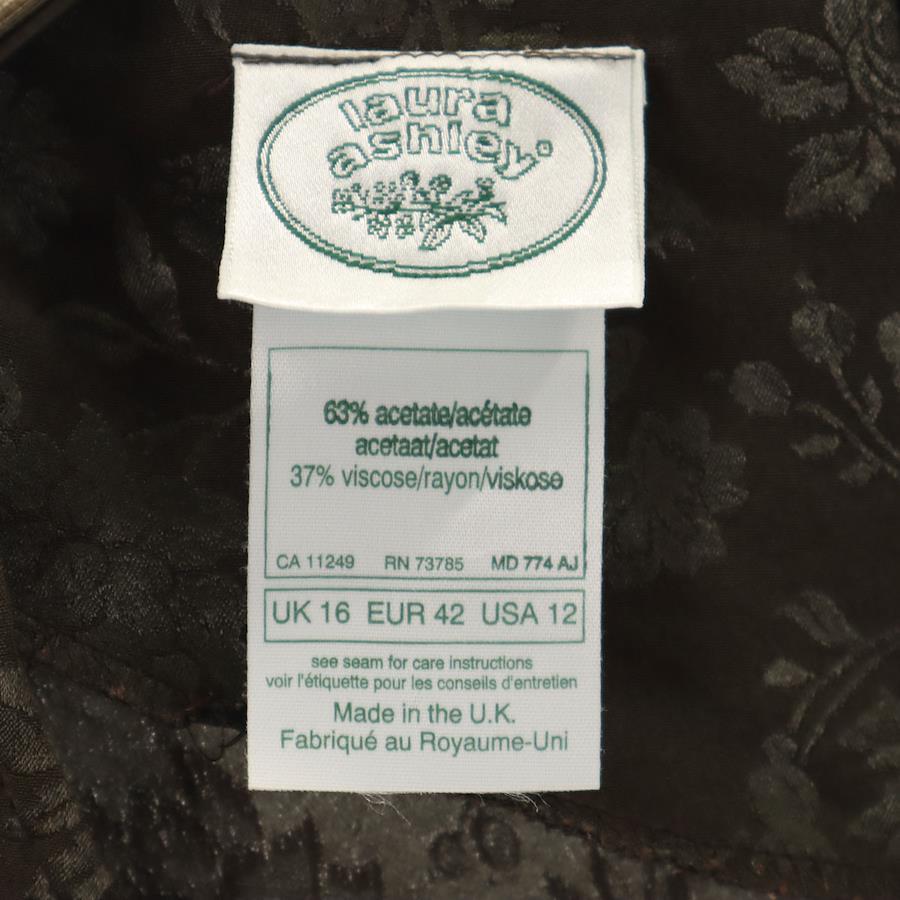 laura
ashley®
63% acetate/acétate
acetaat/acetat
37% viscose/rayon/viskose
CA 11249 RN 73785 MD 774 AJ
UK 16 EUR 42 USA 12
see seam for care instructions
voir l'étiquette pour les conseils d'entretien
Made in the U.K.
Fabriqué au Royaume-Uni